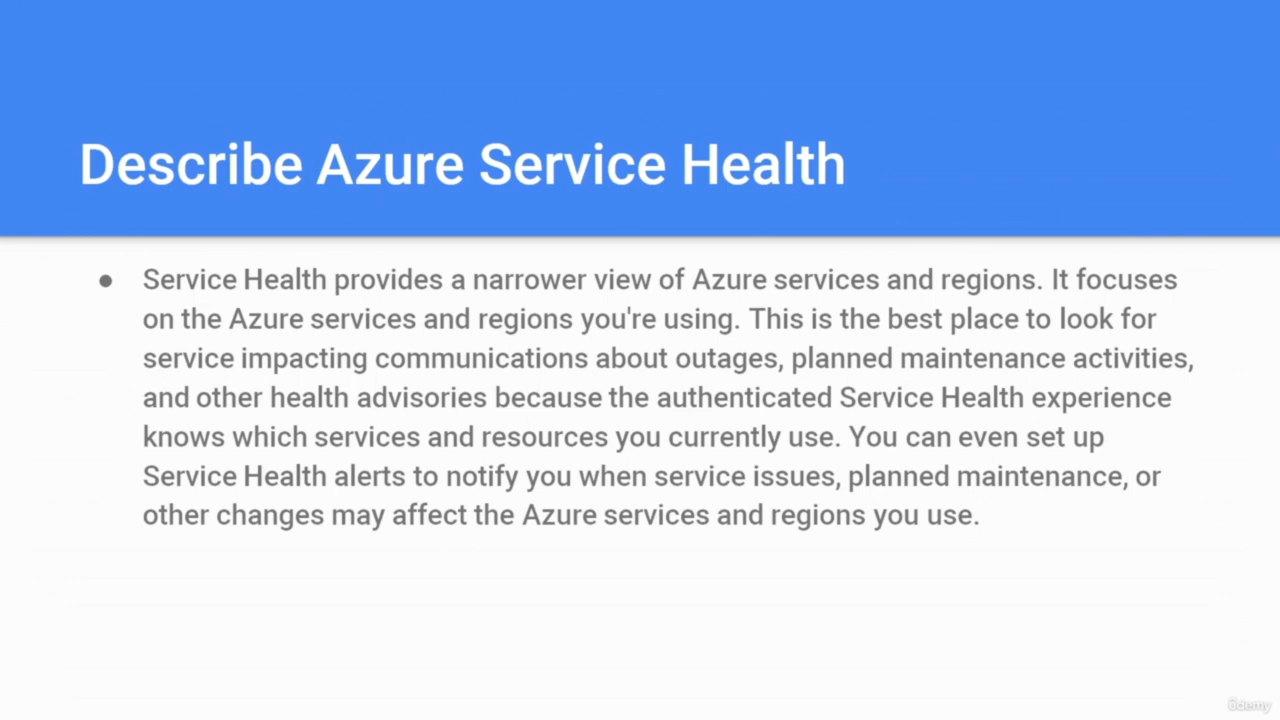 Describe Azure Service Health
● Service Health provides a narrower view of Azure services and regions. It focuses
on the Azure services and regions you're using. This is the best place to look for
service impacting communications about outages, planned maintenance activities,
and other health advisories because the authenticated Service Health experience
knows which services and resources you currently use. You can even set up
Service Health alerts to notify you when service issues, planned maintenance, or
other changes may affect the Azure services and regions you use.
ûdemy